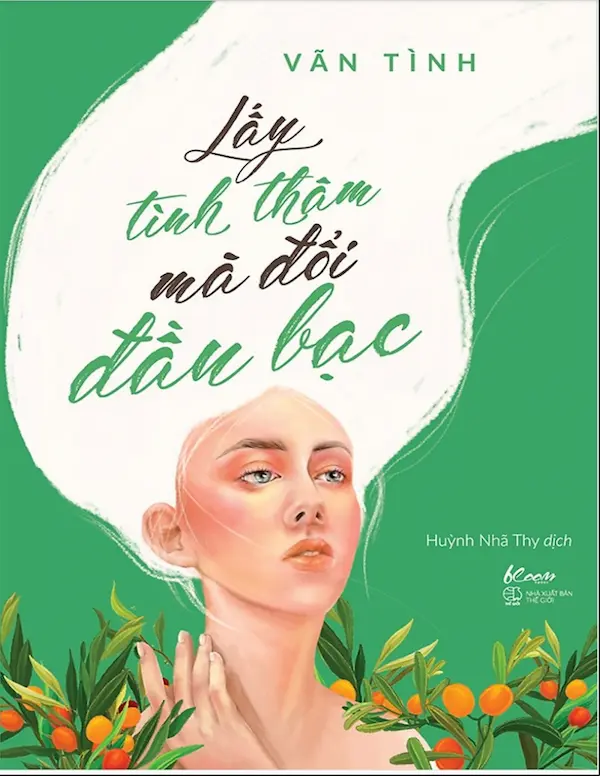 VÃN TÌNH
Lấy
tình thâm
mà đổi
đầu bạc
Huỳnh Nhã Thy dịch
bloom
NHÀ XUẤT BẢN
THẾ GIỚI